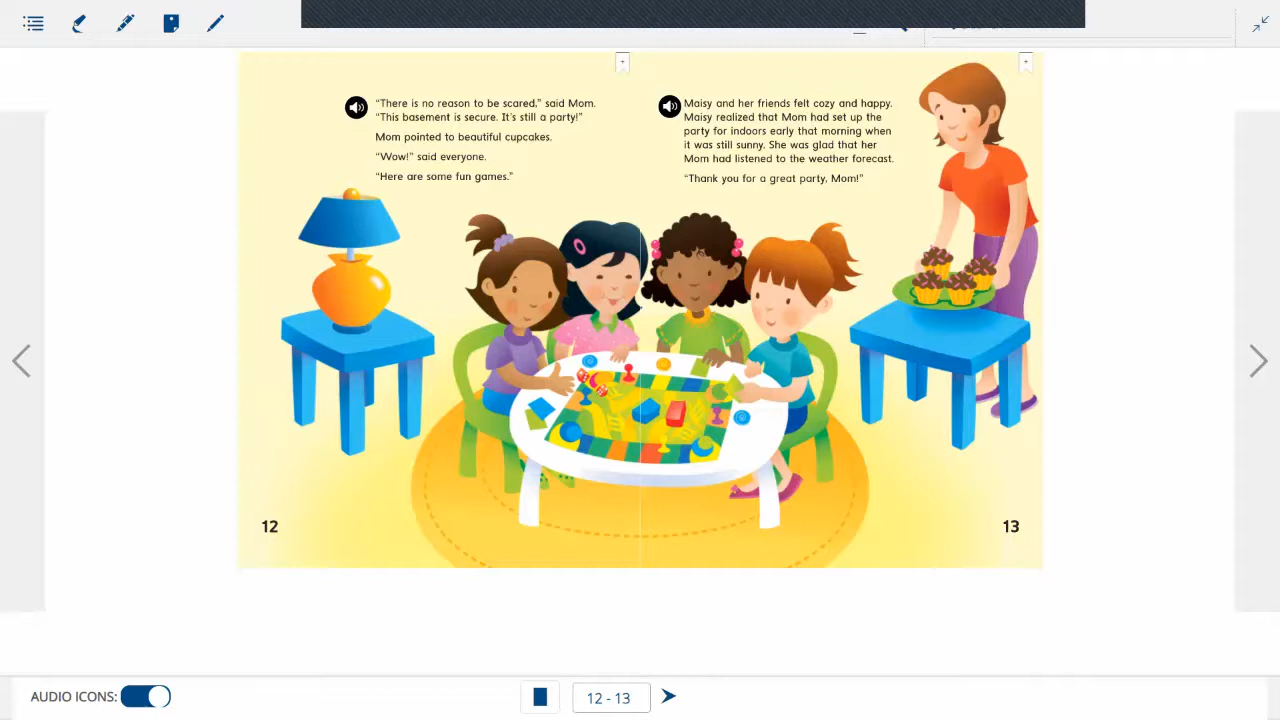 “There is no reason to be scared,” said Mom.
“This basement is secure. It’s still a party!”
Mom pointed to beautiful cupcakes.
“Wow!” said everyone.
“Here are some fun games.”
Maisy and her friends felt cozy and happy.
Maisy realized that Mom had set up the
party for indoors early that morning when
it was still sunny. She was glad that her
Mom had listened to the weather forecast.
“Thank you for a great party, Mom!”
12
13
AUDIO ICONS:
12 - 13